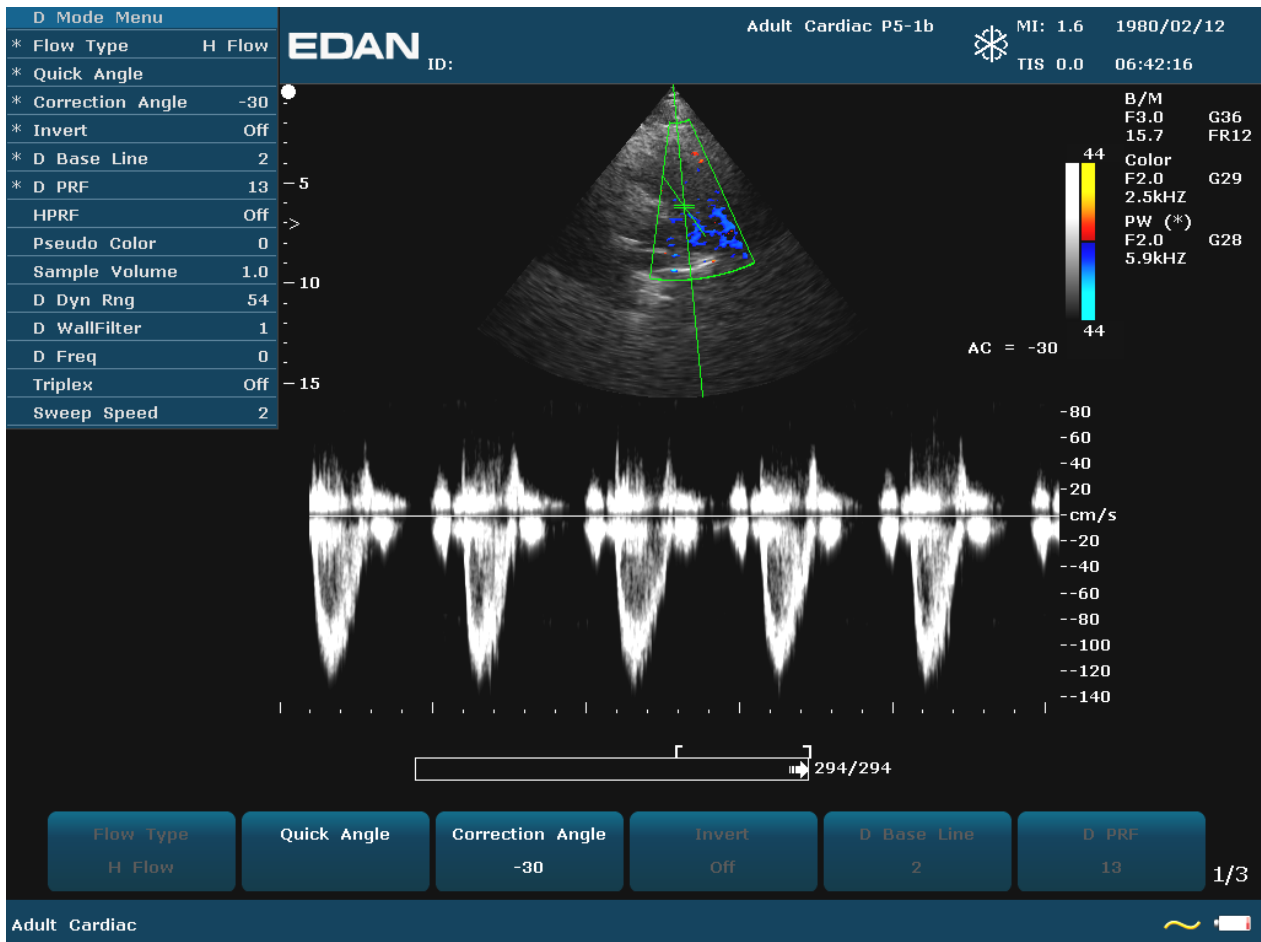 D Mode Menu
* Flow Type H Flow
* Quick Angle
* Correction Angle -30
* Invert Off
* D Base Line 2
* D PRF 13
HPRF Off
Pseudo Color 0
Sample Volume 1.0
D Dyn Rng 54
D WallFilter 1
D Freq 0
Triplex Off
Sweep Speed 2
EDAN
ID:
Adult Cardiac P5-1b
MI: 1.6 1980/02/12
TIS 0.0 06:42:16
B/M
F3.0 G36
15.7 FR12
Color
F2.0 G29
2.5kHZ
PW (*)
F2.0 G28
5.9kHZ
44
44
AC = -30
-5
>
-10
-15
-80
-60
-40
-20
-cm/s
--20
--40
--60
--80
--100
--120
--140
294/294
Flow Type
H Flow
Quick Angle
Correction Angle
-30
Invert
Off
D Base Line
2
D PRF
13
1/3
Adult Cardiac